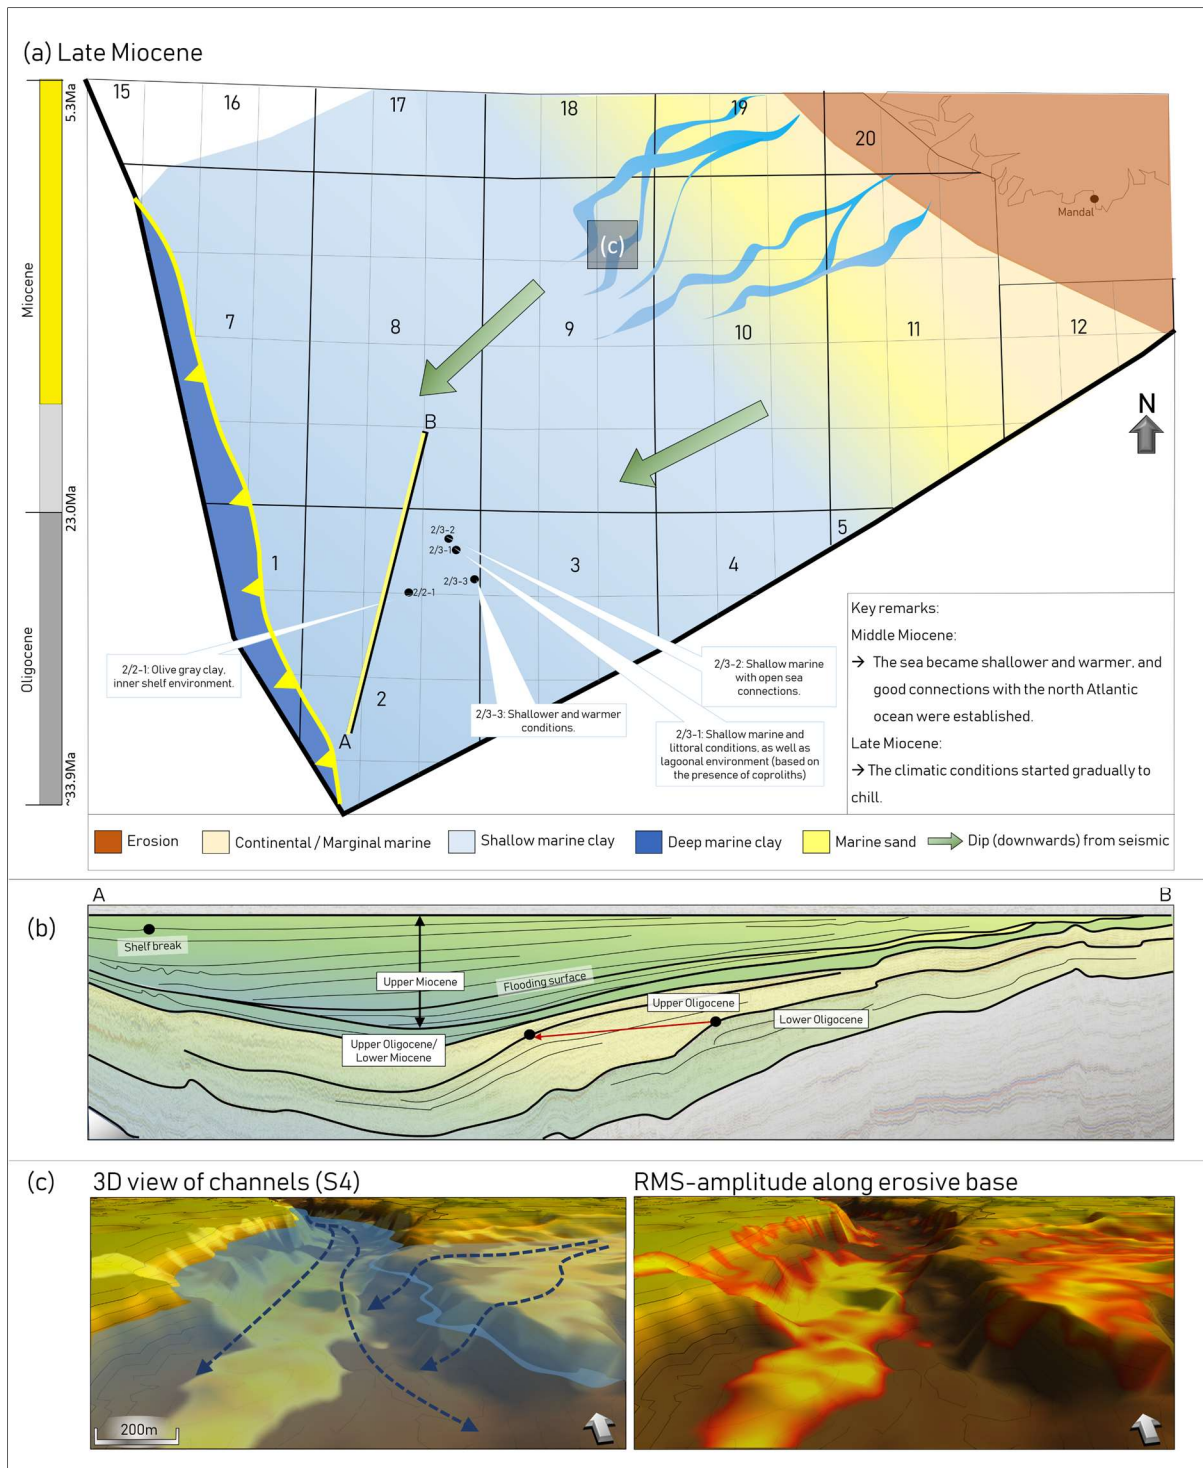 (a) Late Miocene
5.3Ma
Miocene
23.0Ma
Oligocene
~33.9Ma
15
16
17
18
19
20
Mandal
(c)
7
8
9
10
11
12
B
N
1
2/3-2
2/3-1
2/3-3
2/2-1
3
4
5
2
A
2/2-1: Olive gray clay,
inner shelf environment.
2/3-3: Shallower and warmer
conditions.
2/3-2: Shallow marine
with open sea
connections.
2/3-1: Shallow marine and
littoral conditions, as well as
lagoonal environment (based on
the presence of coproliths)
Key remarks:
Middle Miocene:
→ The sea became shallower and warmer. and
good connections with the north Atlantic
ocean were established.
Late Miocene:
→ The climatic conditions started gradually to
chill.
Erosion
Continental / Marginal marine
Shallow marine clay
Deep marine clay
Marine sand
Dip (downwards) from seismic
(b)
A
B
Shelf break
Upper Miocene
Flooding surface
Upper Oligocene
Lower Oligocene
Upper Oligocene/
Lower Miocene
(c)
3D view of channels (S4)
RMS-amplitude along erosive base
200m